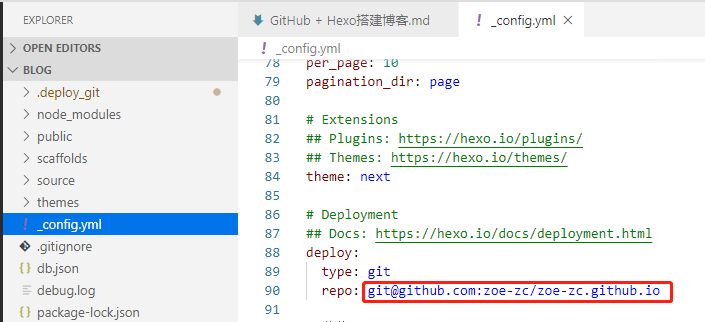 EXPLORER
OPEN EDITORS
BLOG
.deploy_git
node_modules
public
scaffolds
source
themes
! _config.yml
.gitignore
db.json
debug.log
package-lock.json
GitHub + Hexo搭建博客.md
! _config.yml ×
! _config.yml
78 per_page: 10
79 pagination_dir: page
80
81 # Extensions
82 ## Plugins: https://hexo.io/plugins/
83 ## Themes: https://hexo.io/themes/
84 theme: next
85
86 # Deployment
87 ## Docs: https://hexo.io/docs/deployment.html
88 deploy:
89 type: git
90 repo: git@github.com:zoe-zc/zoe-zc.github.io
91